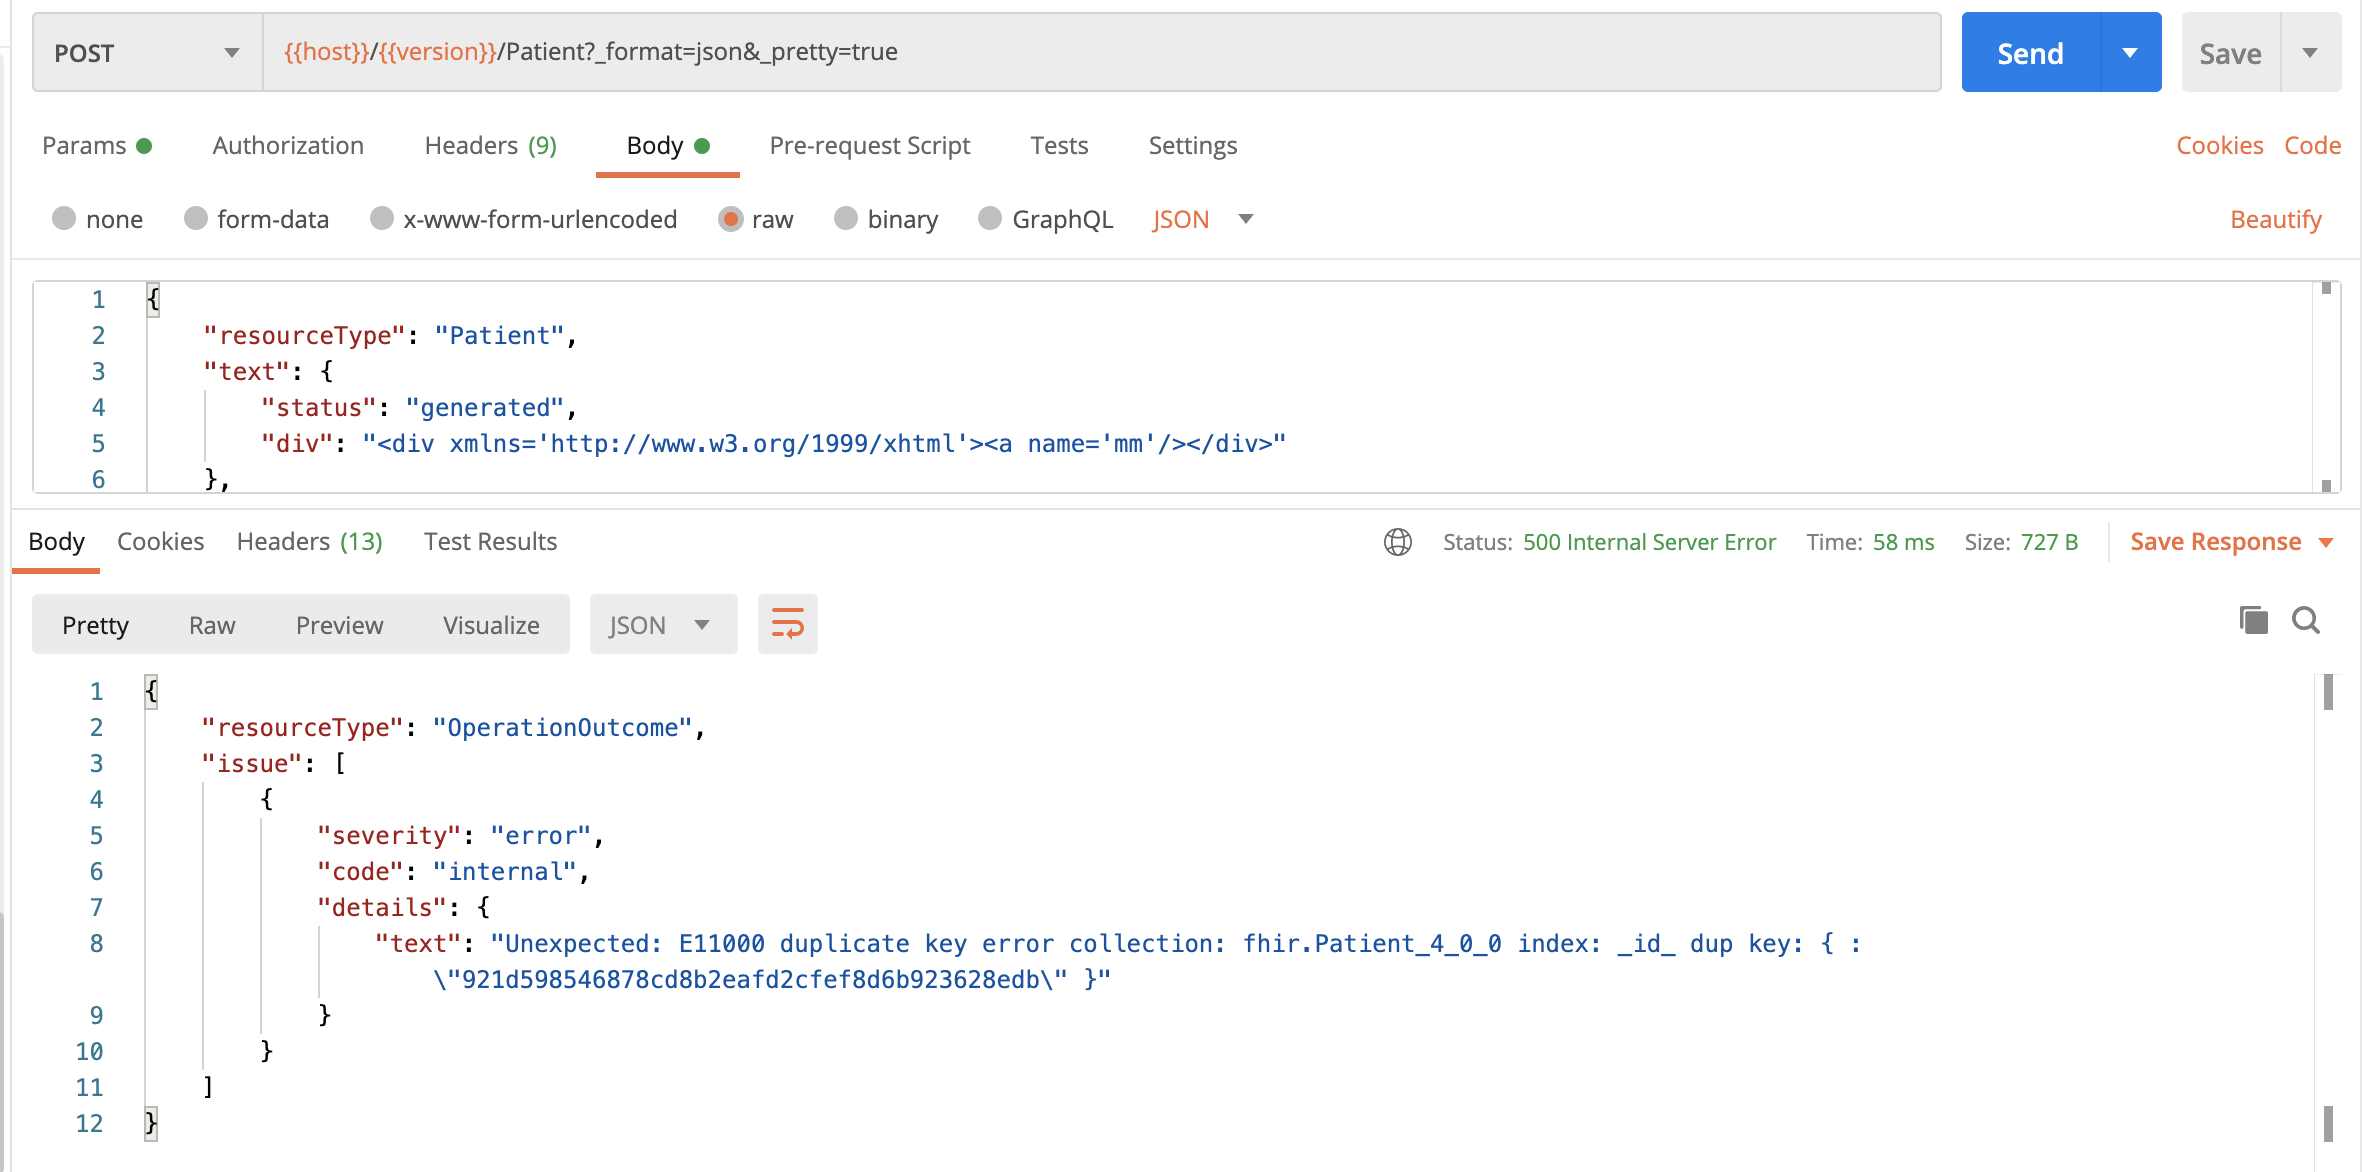 POST {{host}}/{{version}}/Patient?_format=json&_pretty=true Send Save
Params Authorization Headers (9) Body Pre-request Script Tests Settings Cookies Code
none form-data x-www-form-urlencoded raw binary GraphQL JSON Beautify
1 {
2 "resourceType": "Patient",
3 "text": {
4 "status": "generated",
5 "div": "<div xmlns='http://www.w3.org/1999/xhtml'><a name='mm'/></div>"
6 },
Body Cookies Headers (13) Test Results Status: 500 Internal Server Error Time: 58 ms Size: 727 B Save Response
Pretty Raw Preview Visualize JSON
1 {
2 "resourceType": "OperationOutcome",
3 "issue": [
4 {
5 "severity": "error",
6 "code": "internal",
7 "details": {
8 "text": "Unexpected: E11000 duplicate key error collection: fhir.Patient_4_0_0 index: _id_ dup key: { :
\"921d598546878cd8b2eafd2cfef8d6b923628edb\" }"
9 }
10 }
11 ]
12 }